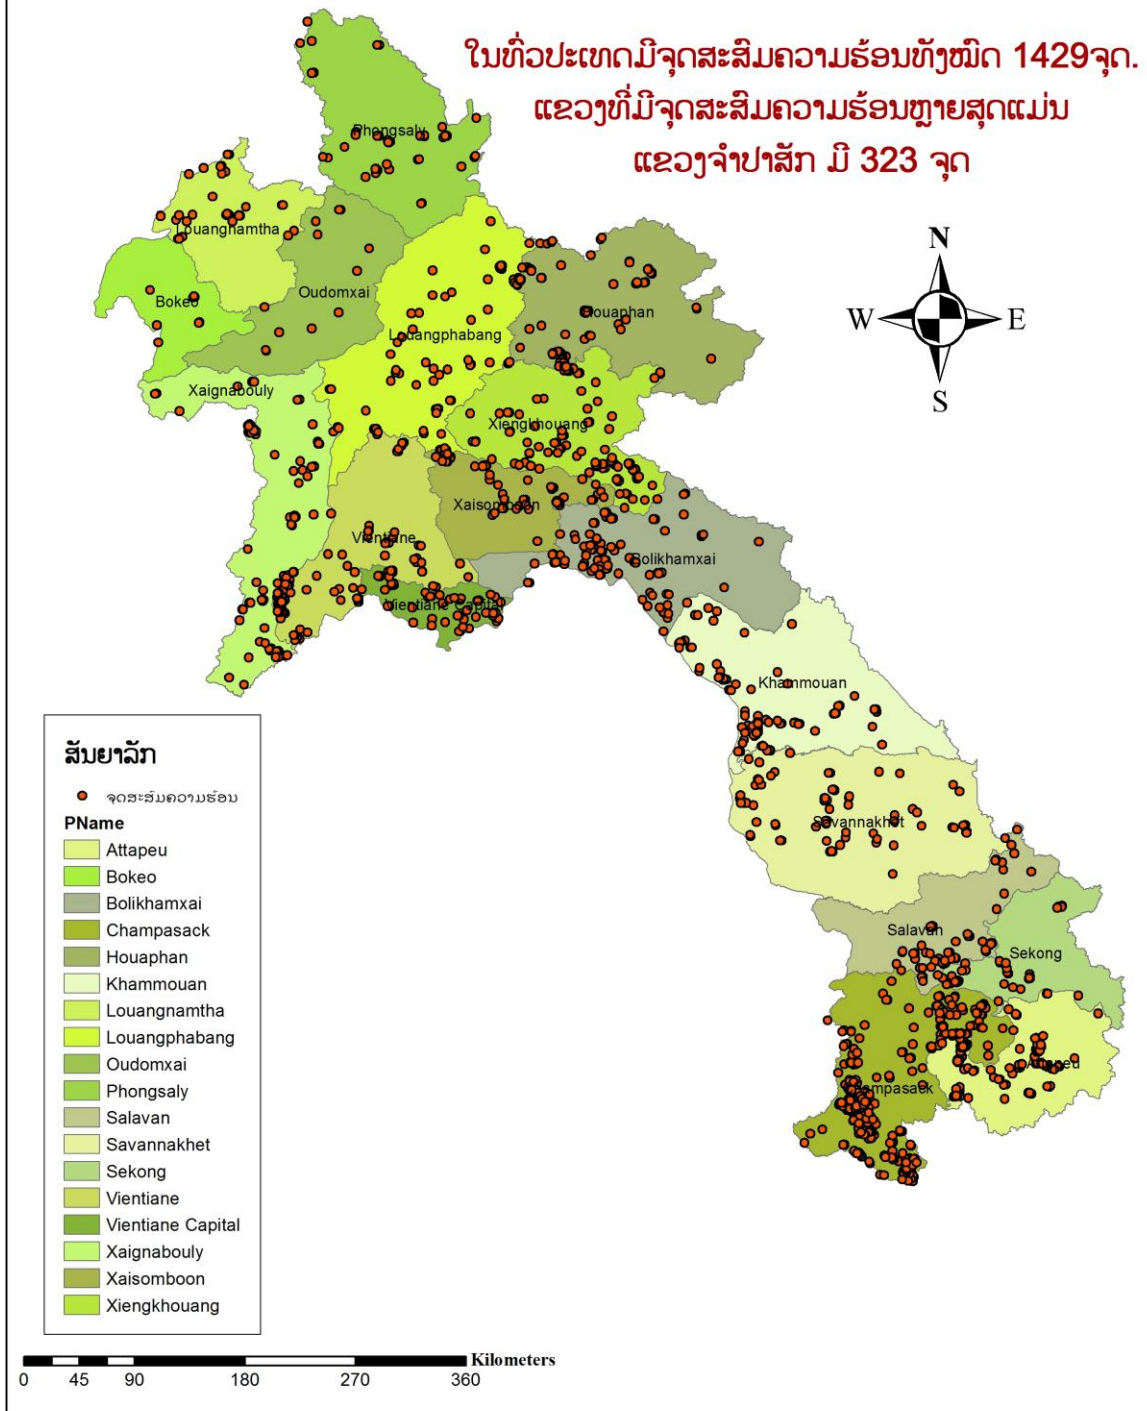 ໃນທົ່ວປະເທດມີຈຸດສະສົມຄວາມຮ້ອນທັງໝົດ 1429ຈຸດ.
ແຂວງທີ່ມີຈຸດສະສົມຄວາມຮ້ອນຫຼາຍສຸດແມ່ນ
ແຂວງຈຳປາສັກ ມີ 323 ຈຸດ
N
W
E
S
Phongsaly
Louangnamtha
Bokeo
Oudomxai
Houaphan
Louangphabang
Xaignabouly
Xiengkhouang
Xaisomboon
Vientiane
Bolikhamxai
Vientiane Capital
Khammouan
Savannakhet
Salavan
Sekong
Attapeu
Champasack
ສັນຍາລັກ
ຈຸດສະສົມຄວາມຮ້ອນ
PName
Attapeu
Bokeo
Bolikhamxai
Champasack
Houaphan
Khammouan
Louangnamtha
Louangphabang
Oudomxai
Phongsaly
Salavan
Savannakhet
Sekong
Vientiane
Vientiane Capital
Xaignabouly
Xaisomboon
Xiengkhouang
Kilometers
0 45 90 180 270 360